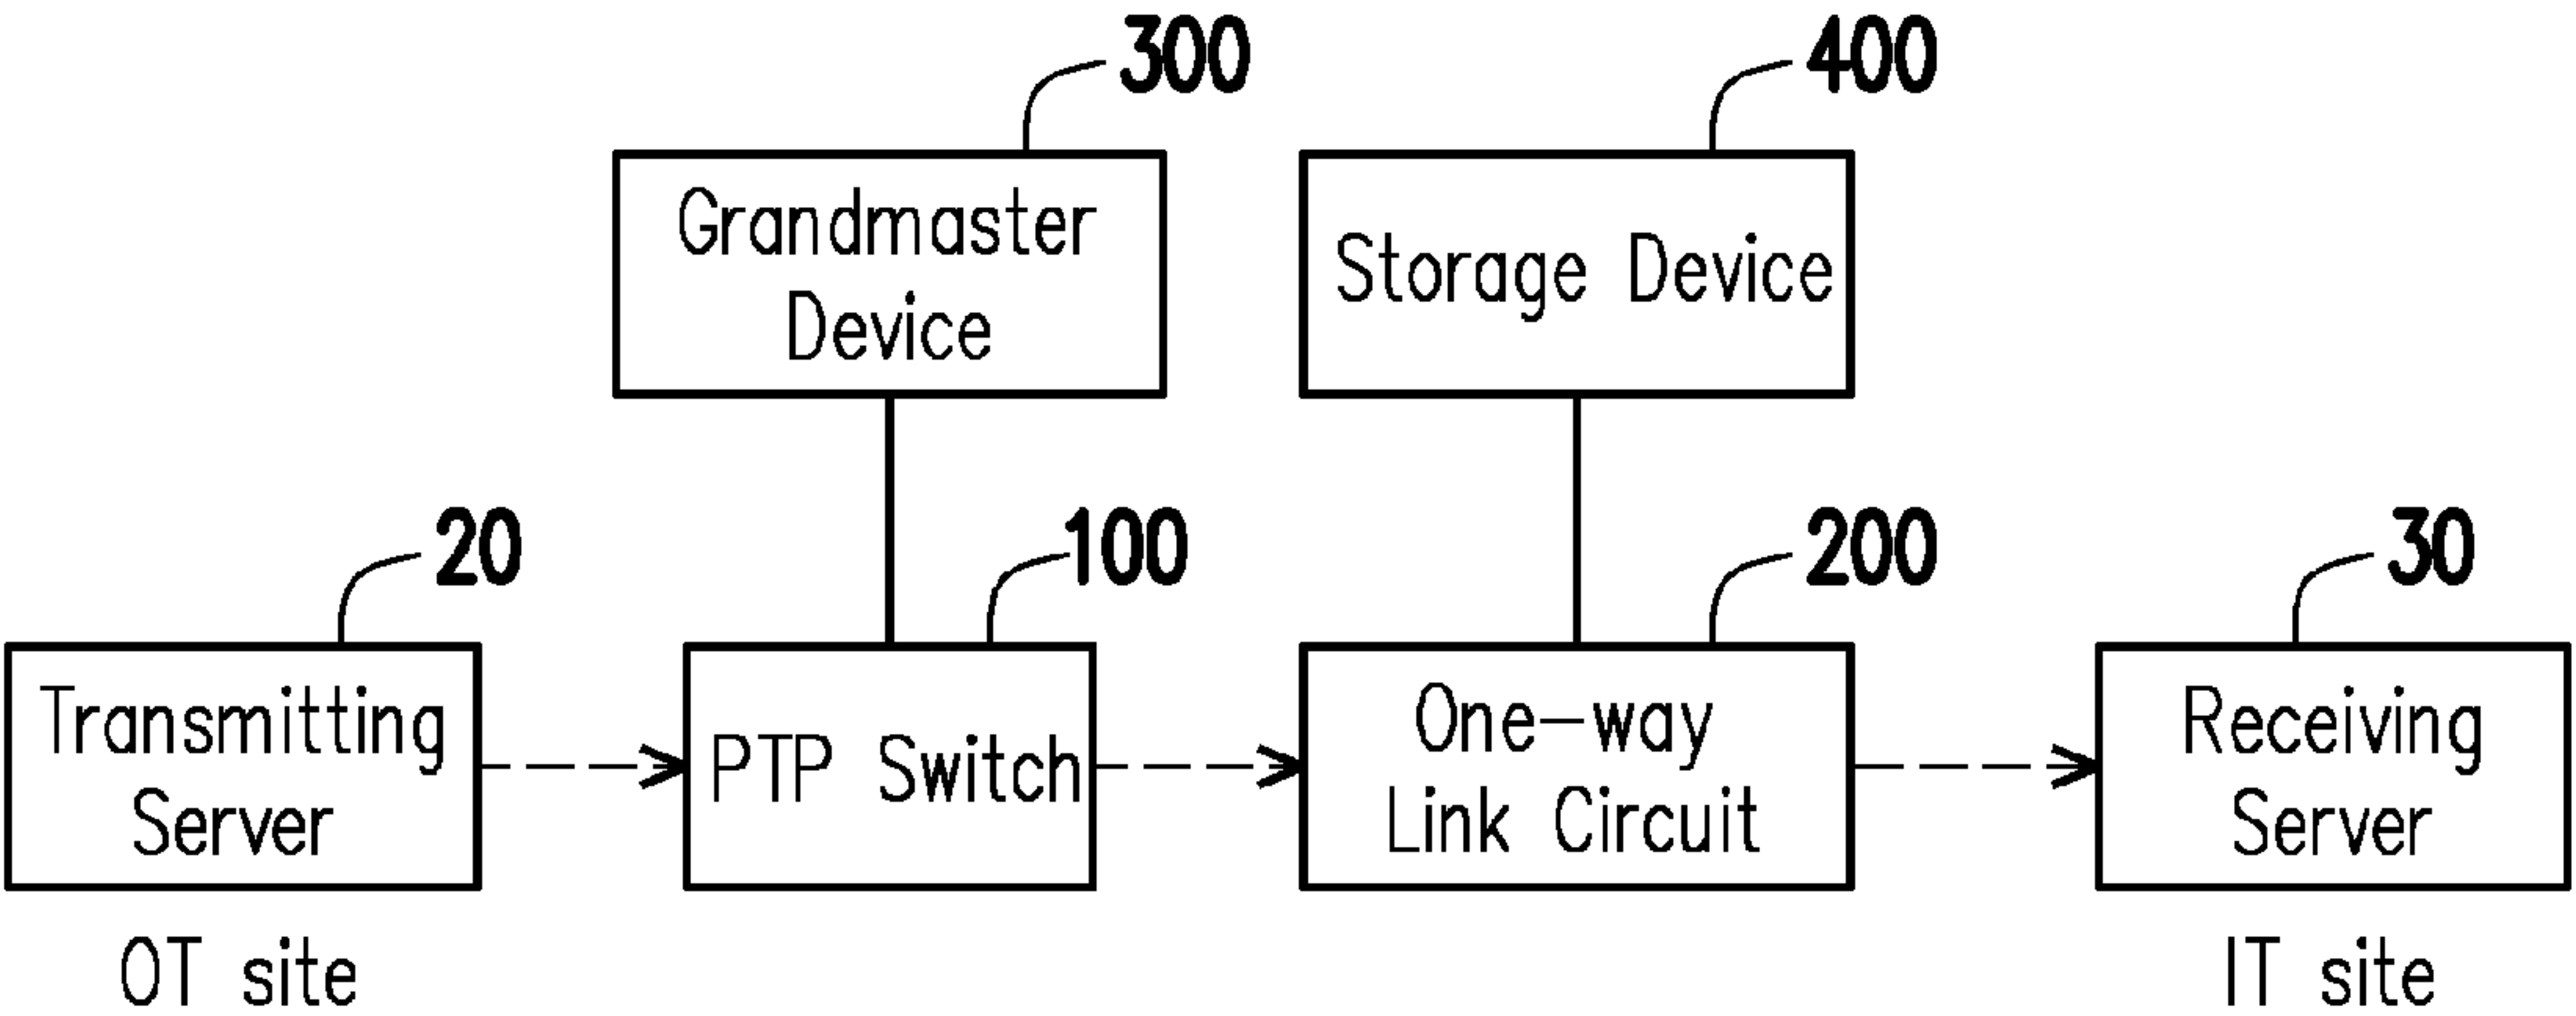 300
400
Grandmaster
Device
Storage Device
20
100
200
30
Transmitting
Server
PTP Switch
One-way
Link Circuit
Receiving
Server
OT site
IT site